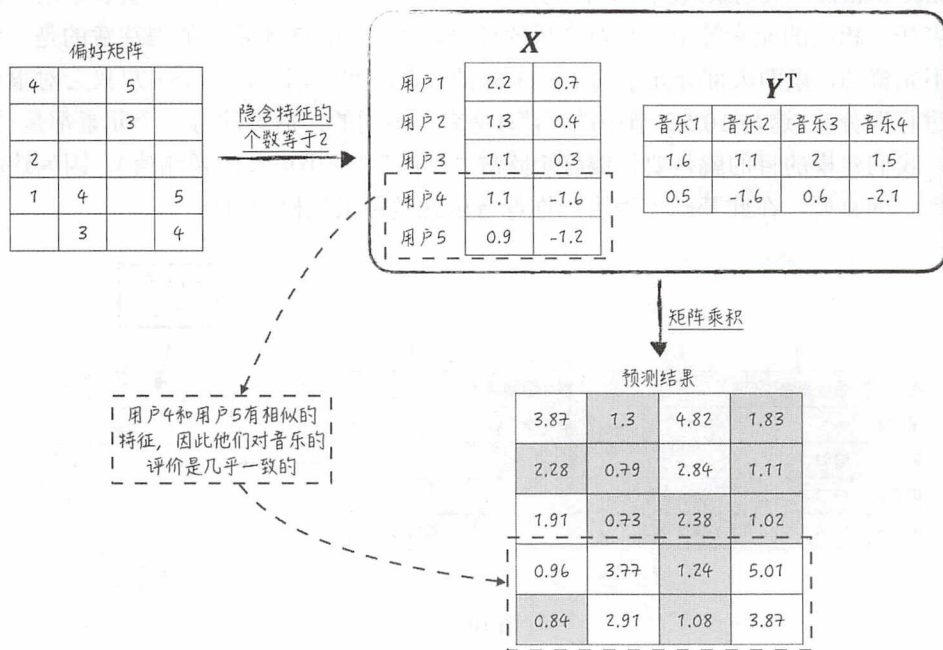 偏好矩阵
4 5
3
2
1 4 5
3 4
隐含特征的
个数等于2
X
用户1 2.2 0.7
用户2 1.3 0.4
用户3 1.1 0.3
用户4 1.1 -1.6
用户5 0.9 -1.2
Y^T
音乐1 音乐2 音乐3 音乐4
1.6 1.1 2 1.5
0.5 -1.6 0.6 -2.1
矩阵乘积
预测结果
3.87 1.3 4.82 1.83
2.28 0.79 2.84 1.11
1.91 0.73 2.38 1.02
0.96 3.77 1.24 5.01
0.84 2.91 1.08 3.87
用户4和用户5有相似的
特征，因此他们对音乐的
评价是几乎一致的